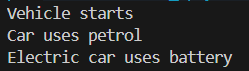 Vehicle starts
Car uses petrol
Electric car uses battery